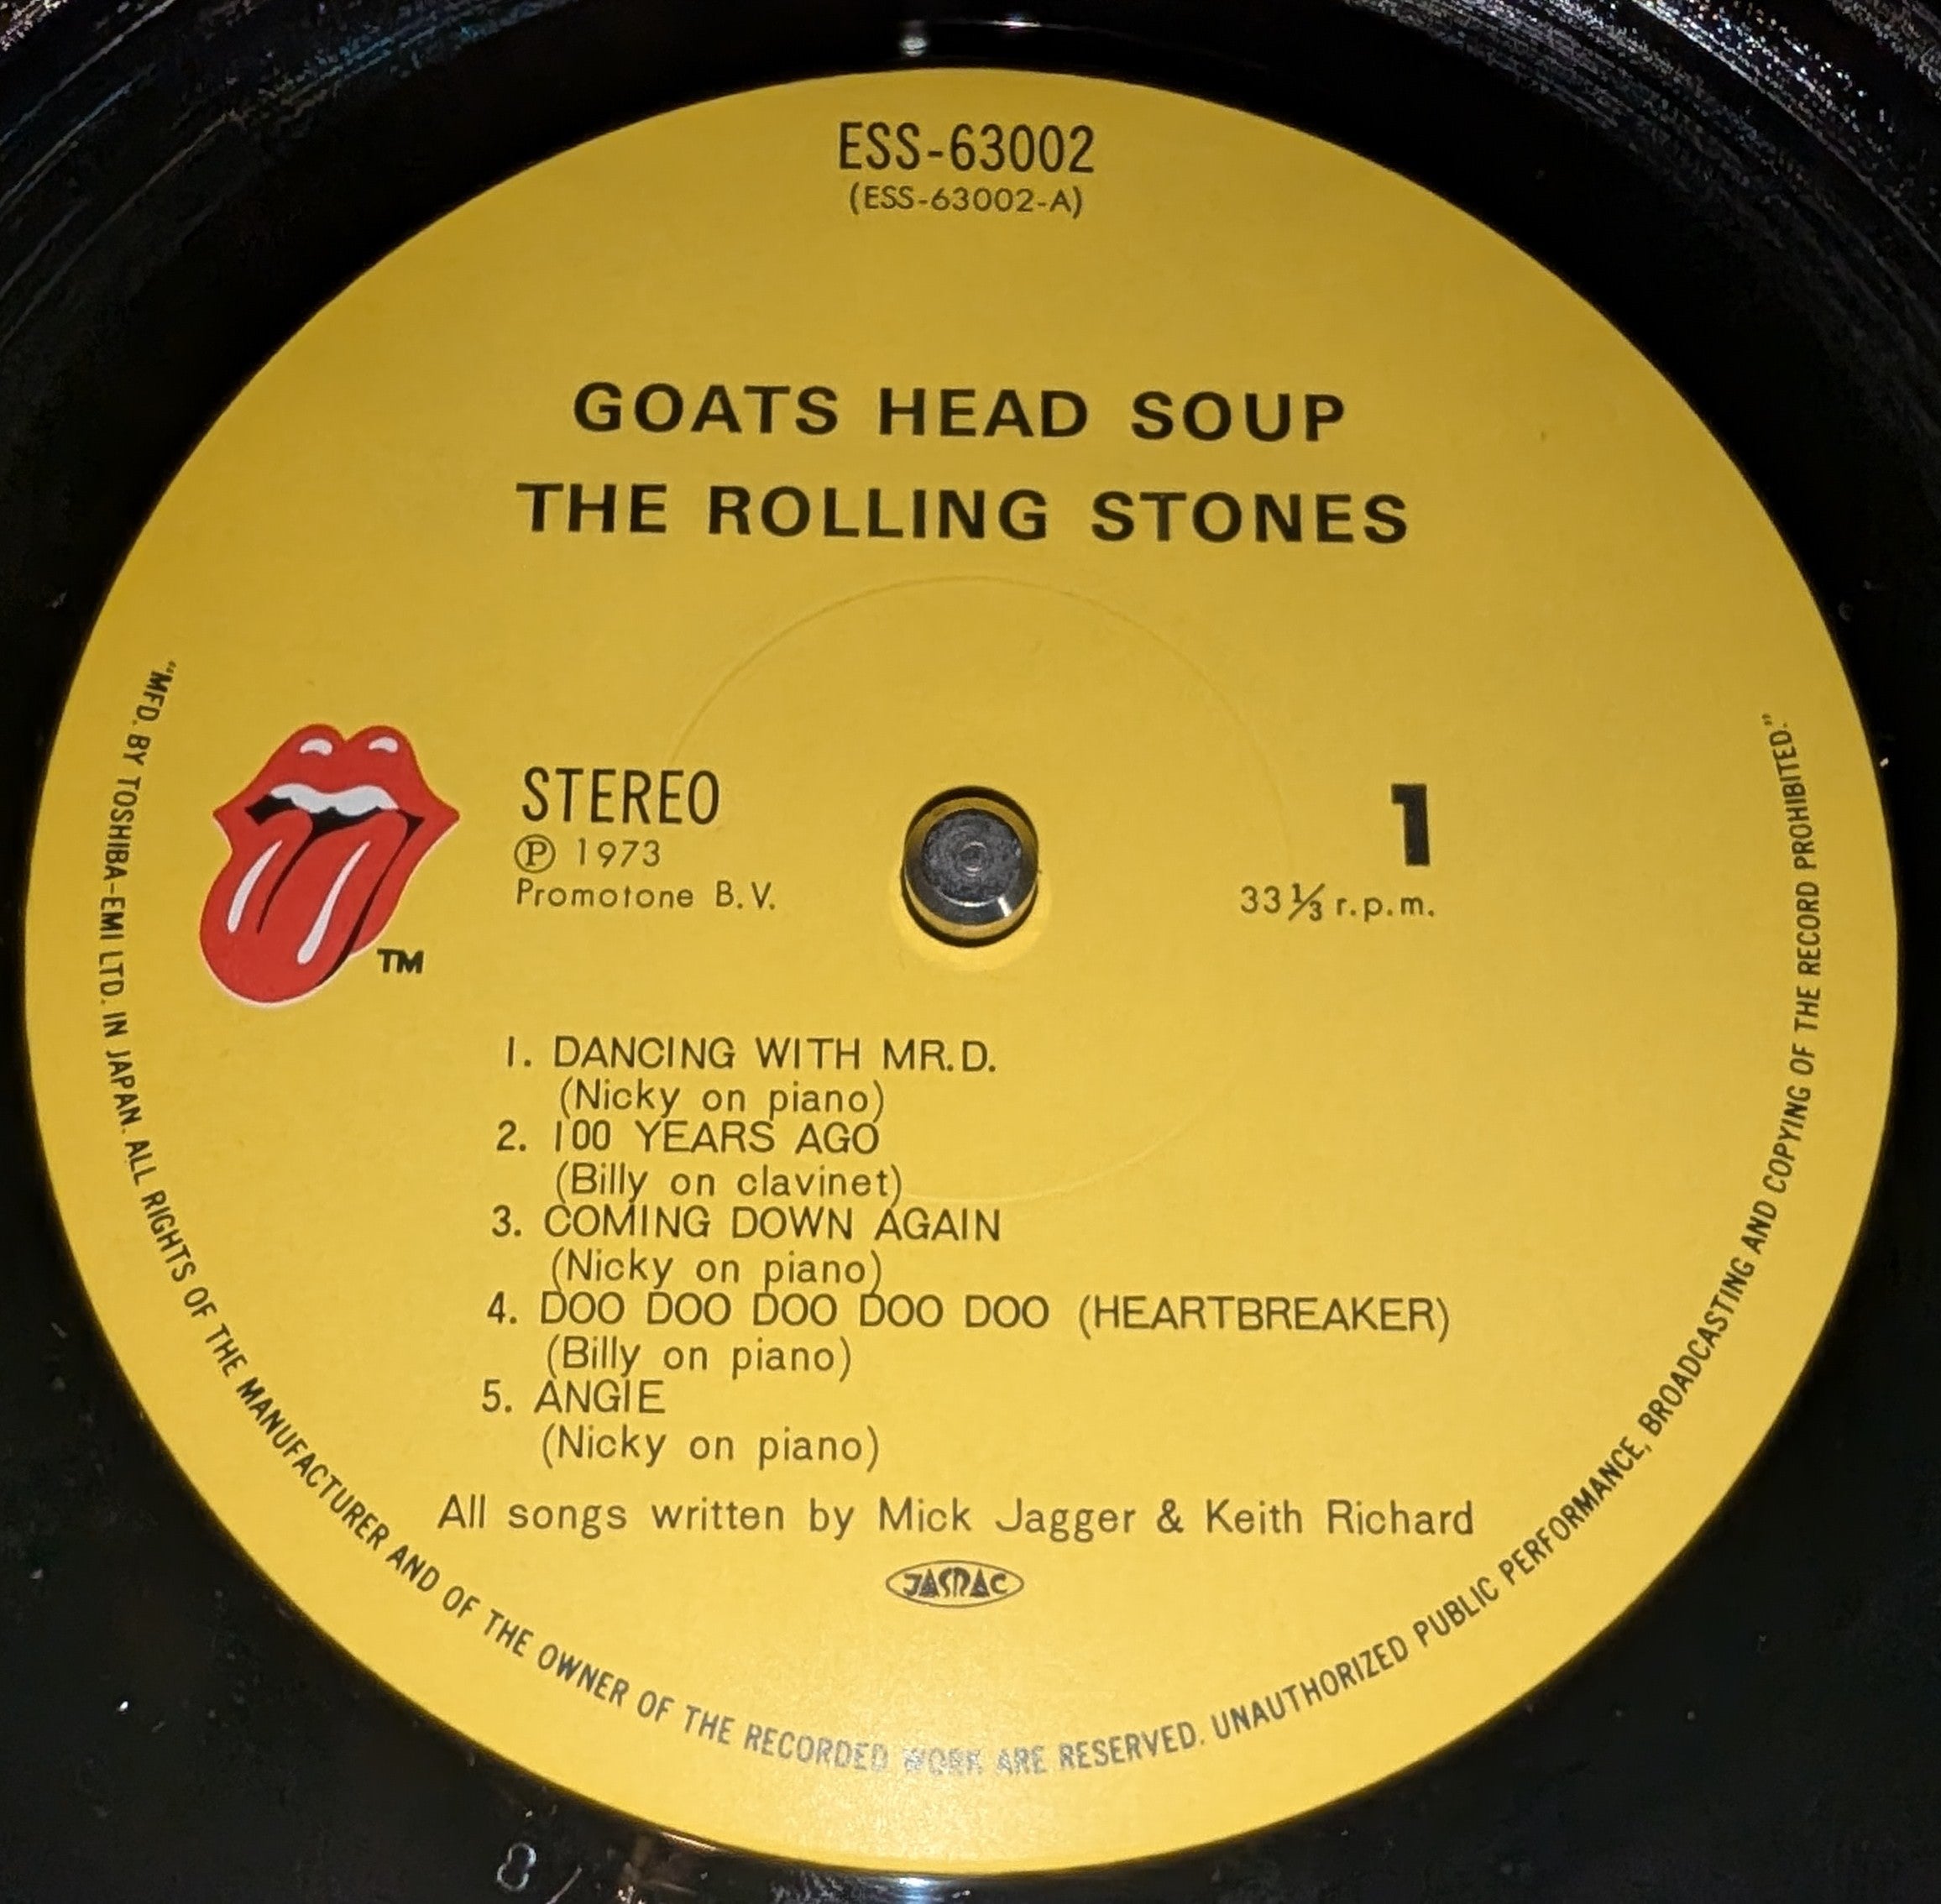 ESS-63002
(ESS-63002-A)
GOATS HEAD SOUP
THE ROLLING STONES
STEREO
Ⓟ 1973
Promotone B.V.
1
33⅓ r.p.m.
TM
1. DANCING WITH MR.D.
(Nicky on piano)
2. 100 YEARS AGO
(Billy on clavinet)
3. COMING DOWN AGAIN
(Nicky on piano)
4. DOO DOO DOO DOO DOO (HEARTBREAKER)
(Billy on piano)
5. ANGIE
(Nicky on piano)
All songs written by Mick Jagger & Keith Richard
JASRAC
"MFD. BY TOSHIBA-EMI LTD. IN JAPAN. ALL RIGHTS OF THE MANUFACTURER AND OF THE OWNER OF THE RECORDED WORK ARE RESERVED. UNAUTHORIZED PUBLIC PERFORMANCE, BROADCASTING AND COPYING OF THE RECORD PROHIBITED."
8